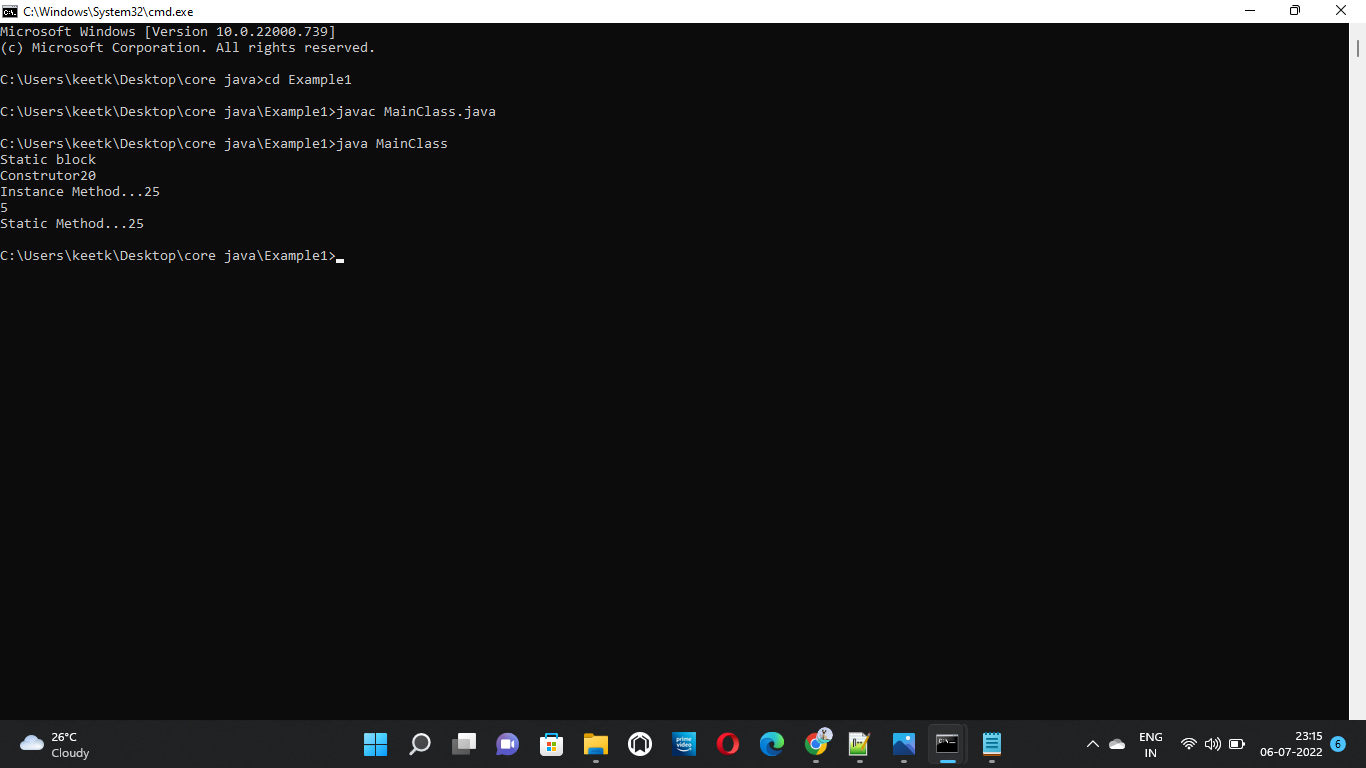 C:\Windows\System32\cmd.exe
Microsoft Windows [Version 10.0.22000.739]
(c) Microsoft Corporation. All rights reserved.
C:\Users\keetk\Desktop\core java>cd Example1
C:\Users\keetk\Desktop\core java\Example1>javac MainClass.java
C:\Users\keetk\Desktop\core java\Example1>java MainClass
Static block
Construtor20
Instance Method...25
5
Static Method...25
C:\Users\keetk\Desktop\core java\Example1>
26°C
Cloudy
prime video
ENG
IN
23:15
06-07-2022
6